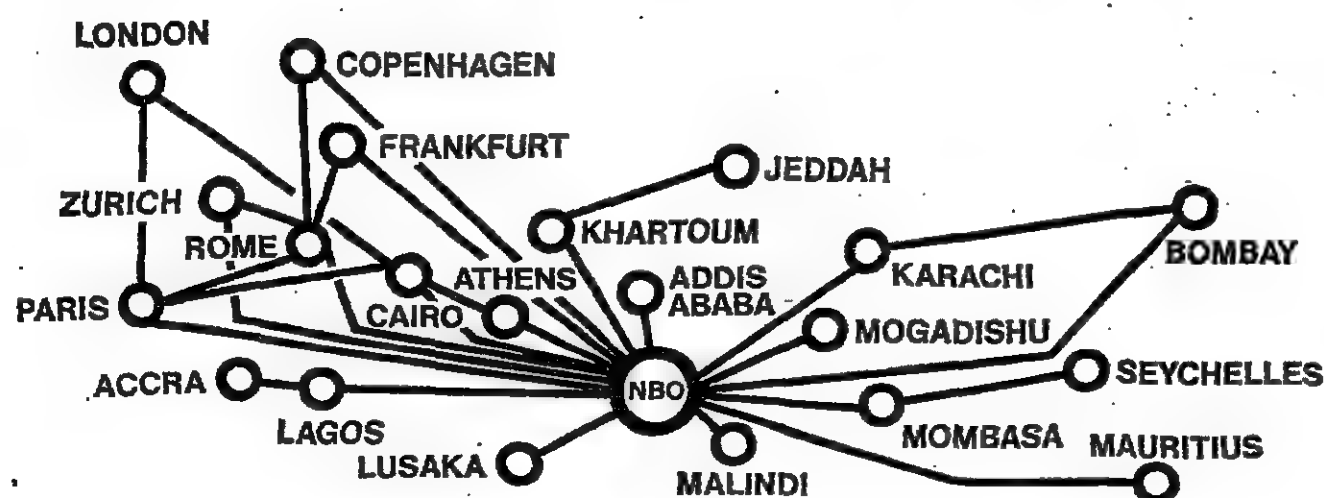 LONDON
COPENHAGEN
FRANKFURT
JEDDAH
ZURICH
KHARTOUM
ROME
BOMBAY
KARACHI
ATHENS
ADDIS
ABABA
PARIS
CAIRO
MOGADISHU
ACCRA
NBO
SEYCHELLES
LAGOS
MOMBASA
MAURITIUS
LUSAKA
MALINDI